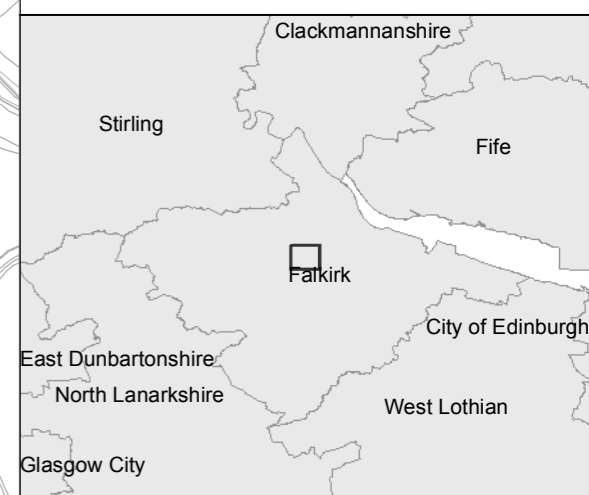 Clackmannanshire
Stirling
Fife
Falkirk
City of Edinburgh
East Dunbartonshire
North Lanarkshire
West Lothian
Glasgow City